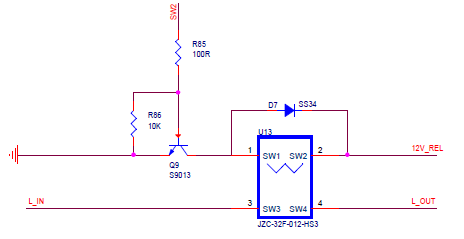 SW2
R85
100R
D7 SS34
R86
10K
U13
1 SW1 SW2 2 12V_REL
Q9
S9013
L_IN 3 SW3 SW4 4 L_OUT
JZC-32F-012-HS3